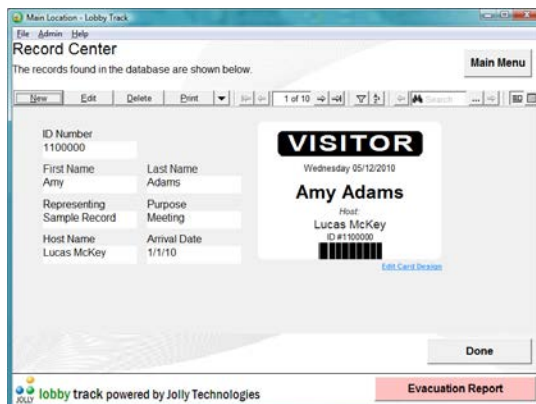 Main Location - Lobby Track
File Admin Help
Record Center
The records found in the database are shown below.
Main Menu
New Edit Delete Print 1 of 10 Search ...
ID Number
1100000
First Name Last Name
Amy Adams
Representing Purpose
Sample Record Meeting
Host Name Arrival Date
Lucas McKey 1/1/10
VISITOR
Wednesday 05/12/2010
Amy Adams
Host:
Lucas McKey
ID #1100000
Edit Card Design
Done
JOLLY lobby track powered by Jolly Technologies
Evacuation Report